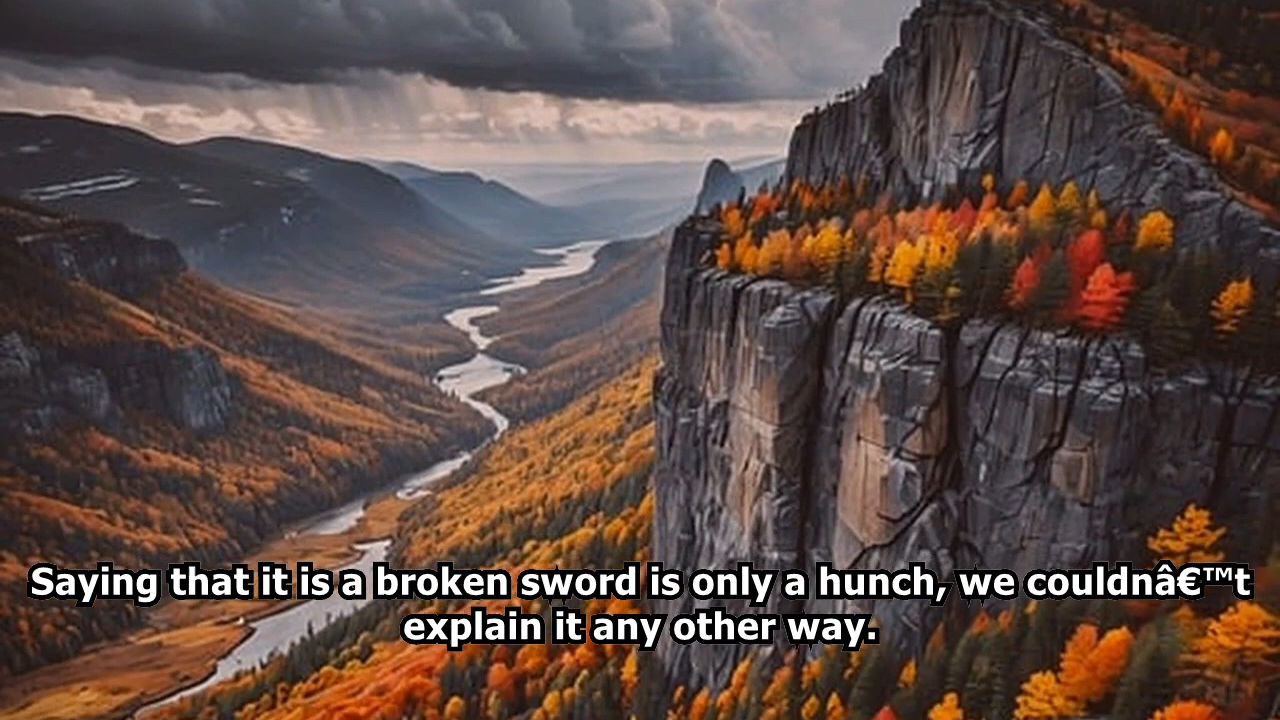 Saying that it is a broken sword is only a hunch, we couldnâ€™t
explain it any other way.